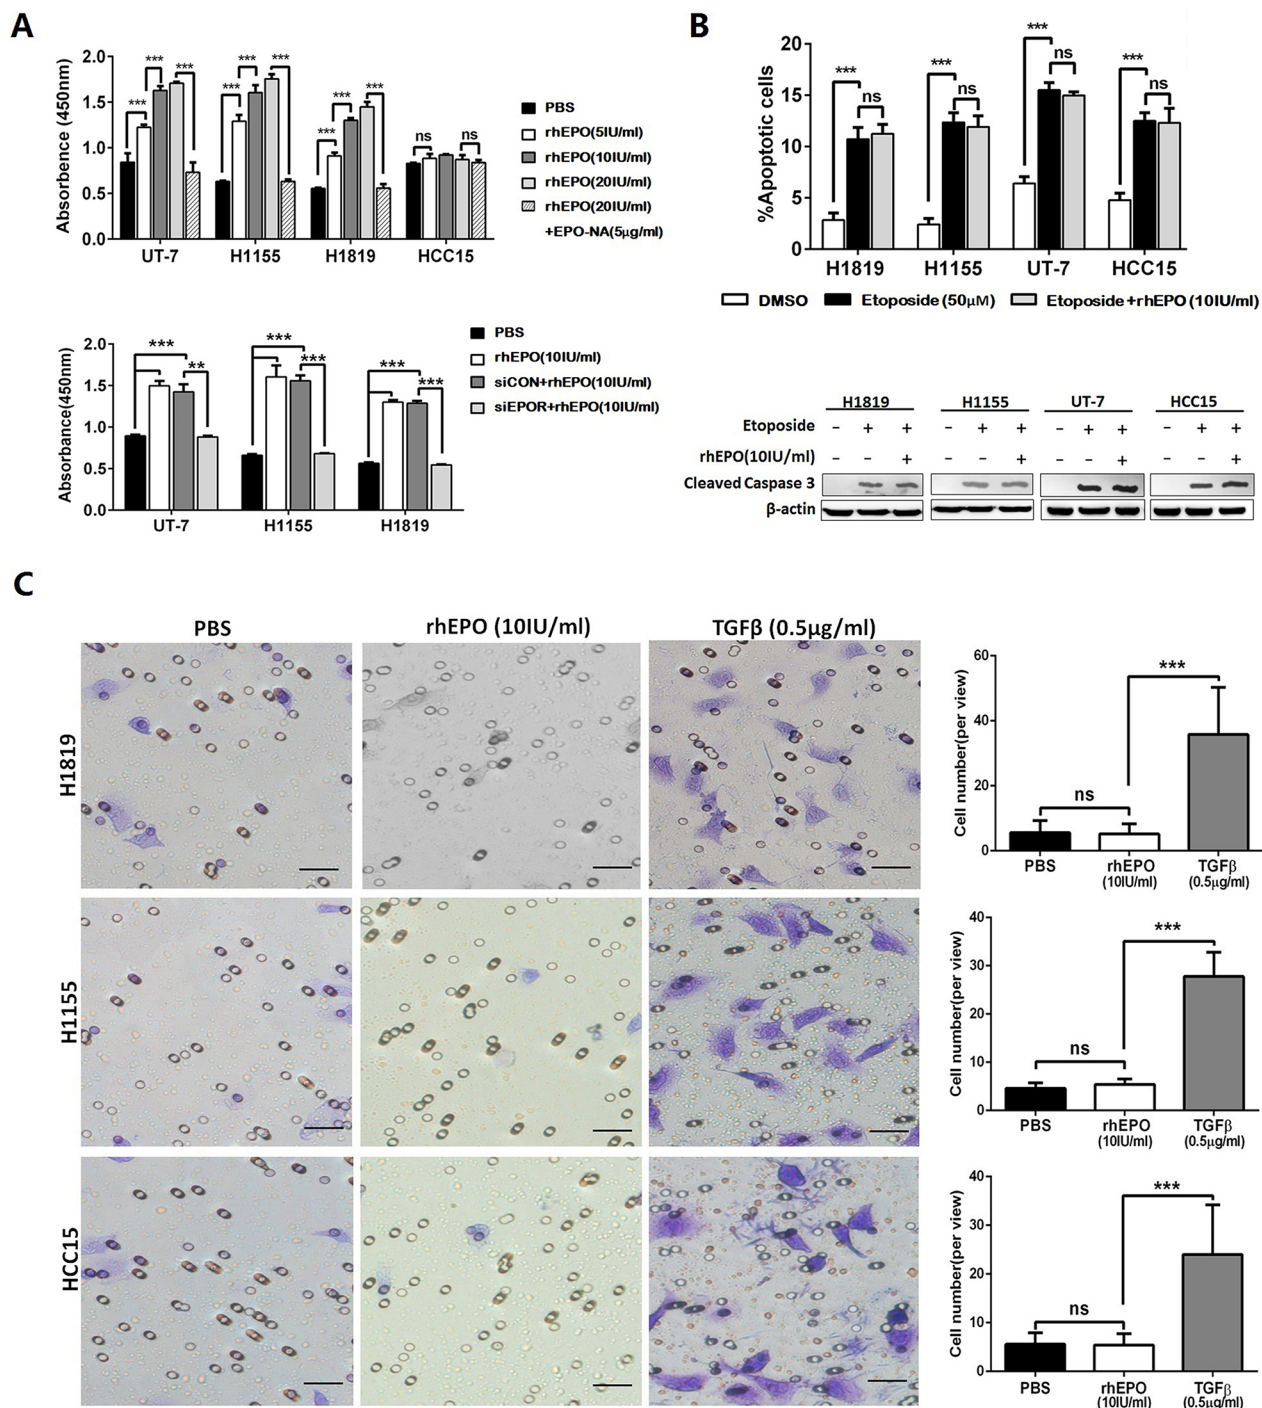 A
2.0
1.5
1.0
0.5
0.0
Absorbence (450nm)
*** *** ***
*** *** ***
*** *** ***
ns ns
UT-7 H1155 H1819 HCC15
PBS
rhEPO(5IU/ml)
rhEPO(10IU/ml)
rhEPO(20IU/ml)
rhEPO(20IU/ml)
+EPO-NA(5μg/ml)
2.0
1.5
1.0
0.5
0.0
Absorbance(450nm)
*** **
*** ***
*** ***
UT-7 H1155 H1819
PBS
rhEPO(10IU/ml)
siCON+rhEPO(10IU/ml)
siEPOR+rhEPO(10IU/ml)
B
20
15
10
5
0
%Apoptotic cells
*** ns
*** ns
*** ns
*** ns
H1819 H1155 UT-7 HCC15
DMSO Etoposide (50μM) Etoposide+rhEPO (10IU/ml)
H1819 H1155 UT-7 HCC15
Etoposide − + + − + + − + + − + +
rhEPO(10IU/ml) − − + − − + − − + − − +
Cleaved Caspase 3
β-actin
C
PBS rhEPO (10IU/ml) TGFβ (0.5μg/ml)
H1819
60
40
20
0
Cell number(per view)
ns ***
PBS rhEPO TGFβ
(10IU/ml) (0.5μg/ml)
H1155
40
30
20
10
0
Cell number(per view)
ns ***
PBS rhEPO TGFβ
(10IU/ml) (0.5μg/ml)
HCC15
40
30
20
10
0
Cell number(per view)
ns ***
PBS rhEPO TGFβ
(10IU/ml) (0.5μg/ml)